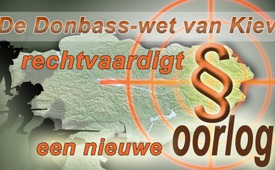 De Donbass-wet van Kiev
rechtvaardigt
§
een nieuwe
oorlog